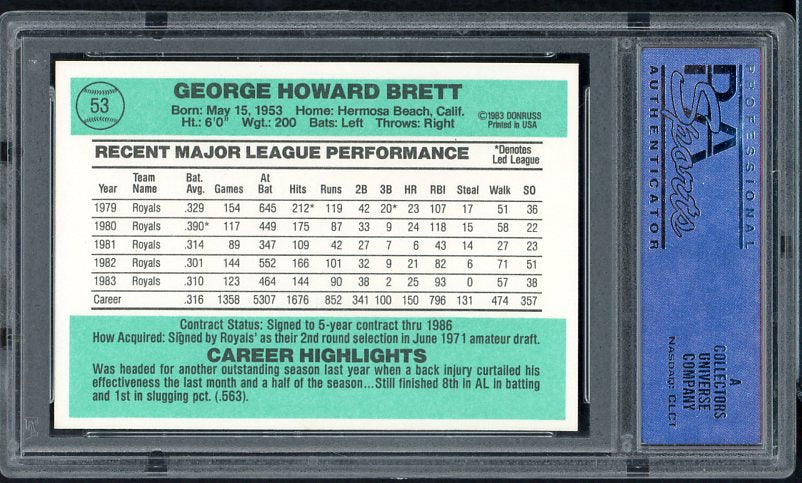 53
GEORGE HOWARD BRETT
Born: May 15, 1953 Home: Hermosa Beach, Calif.
Ht.: 6'0" Wgt.: 200 Bats: Left Throws: Right
©1983 DONRUSS
Printed in USA
RECENT MAJOR LEAGUE PERFORMANCE
*Denotes
Led League
Year Team Name Bat. Avg. Games At Bat Hits Runs 2B 3B HR RBI Steal Walk SO
1979 Royals .329 154 645 212* 119 42 20* 23 107 17 51 36
1980 Royals .390* 117 449 175 87 33 9 24 118 15 58 22
1981 Royals .314 89 347 109 42 27 7 6 43 14 27 23
1982 Royals .301 144 552 166 101 32 9 21 82 6 71 51
1983 Royals .310 123 464 144 90 38 2 25 93 0 57 38
Career .316 1358 5307 1676 852 341 100 150 796 131 474 357
Contract Status: Signed to 5-year contract thru 1986
How Acquired: Signed by Royals' as their 2nd round selection in June 1971 amateur draft.
CAREER HIGHLIGHTS
Was headed for another outstanding season last year when a back injury curtailed his
effectiveness the last month and a half of the season...Still finished 8th in AL in batting
and 1st in slugging pct. (.563).
PROFESSIONAL
PSA
Sports
AUTHENTICATOR
A
COLLECTORS
UNIVERSE
COMPANY
NASDAQ: CLCT